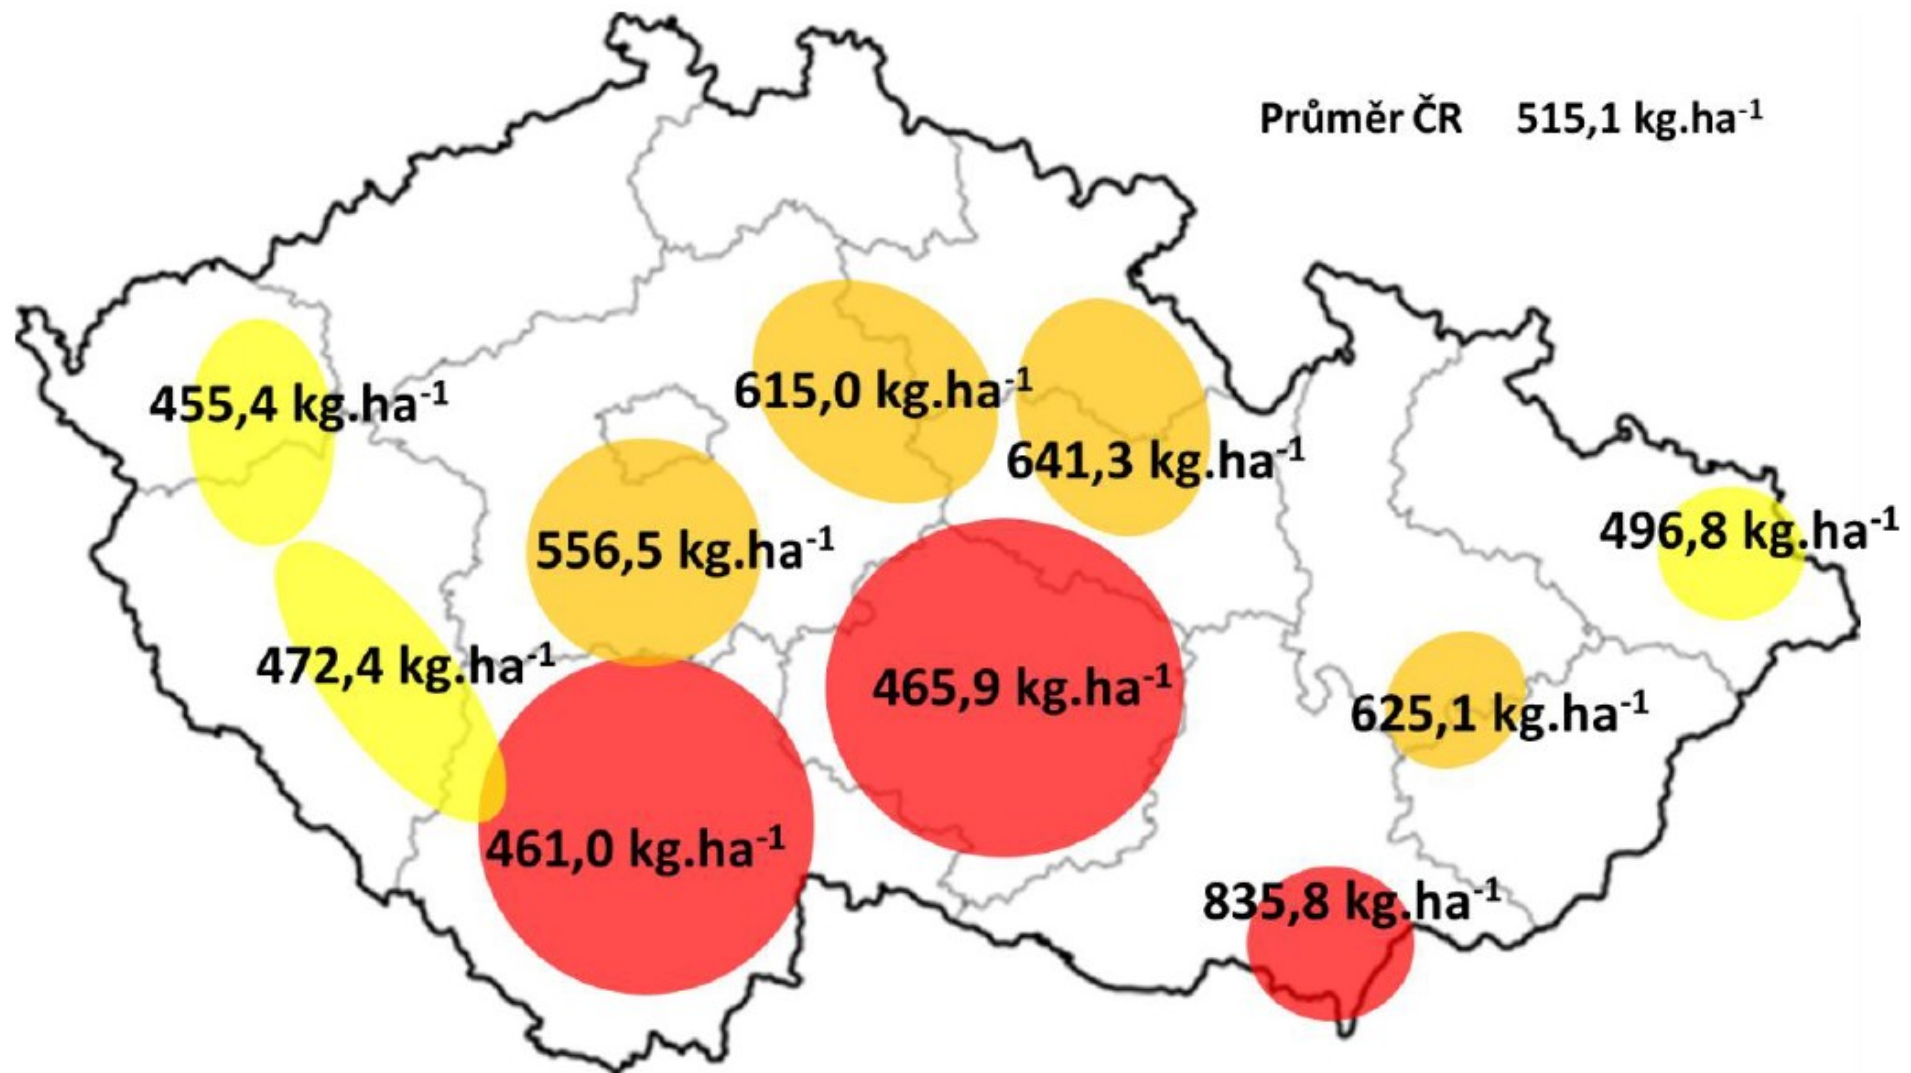 Průměr ČR 515,1 kg.ha⁻¹
455,4 kg.ha⁻¹
615,0 kg.ha⁻¹
641,3 kg.ha⁻¹
556,5 kg.ha⁻¹
496,8 kg.ha⁻¹
472,4 kg.ha⁻¹
465,9 kg.ha⁻¹
625,1 kg.ha⁻¹
461,0 kg.ha⁻¹
835,8 kg.ha⁻¹